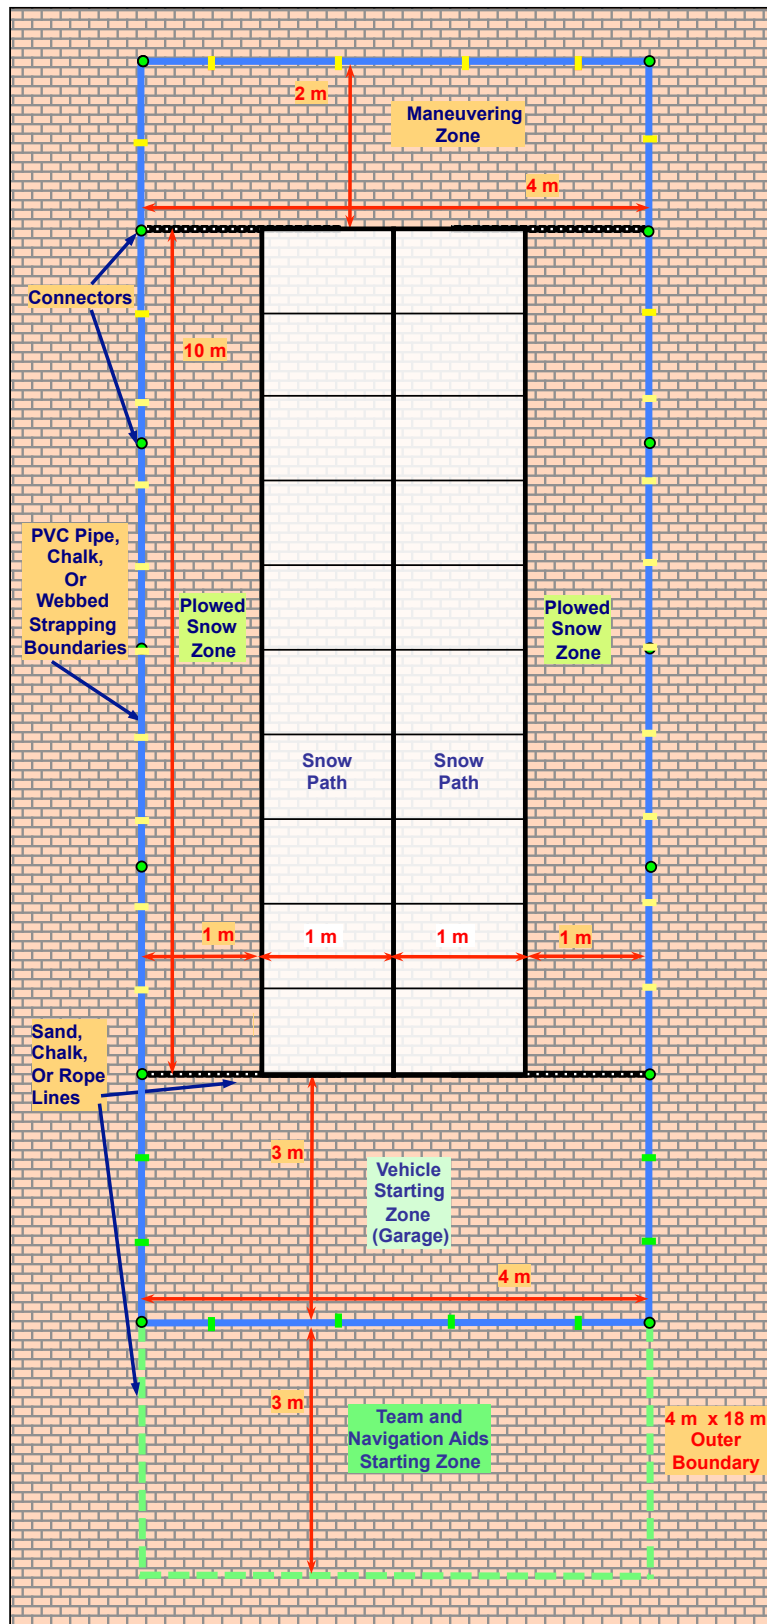 2 m
Maneuvering
Zone
4 m
Connectors
10 m
PVC Pipe,
Chalk,
Or
Webbed
Strapping
Boundaries
Plowed
Snow
Zone
Plowed
Snow
Zone
Snow
Path
Snow
Path
1 m
1 m
1 m
1 m
Sand,
Chalk,
Or Rope
Lines
3 m
Vehicle
Starting
Zone
(Garage)
4 m
3 m
Team and
Navigation Aids
Starting Zone
4 m x 18 m
Outer
Boundary